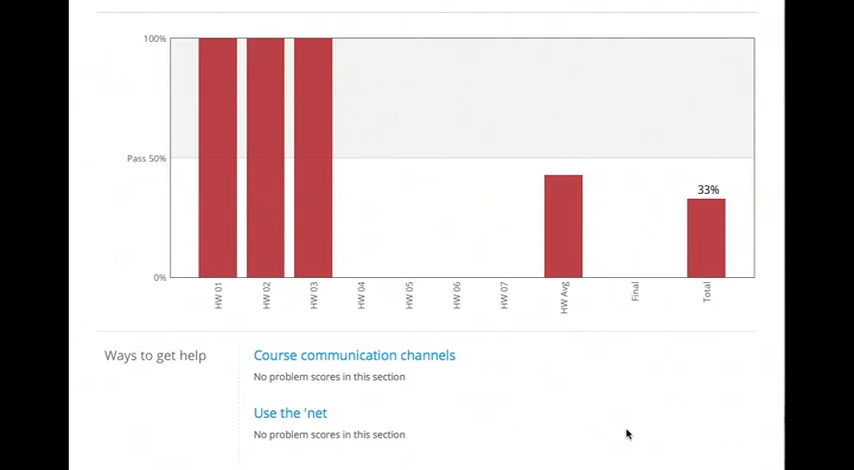 100%
Pass 50%
33%
0%
HW 01
HW 02
HW 03
HW 04
HW 05
HW 06
HW 07
HW Avg
Final
Total
Ways to get help
Course communication channels
No problem scores in this section
Use the 'net
No problem scores in this section